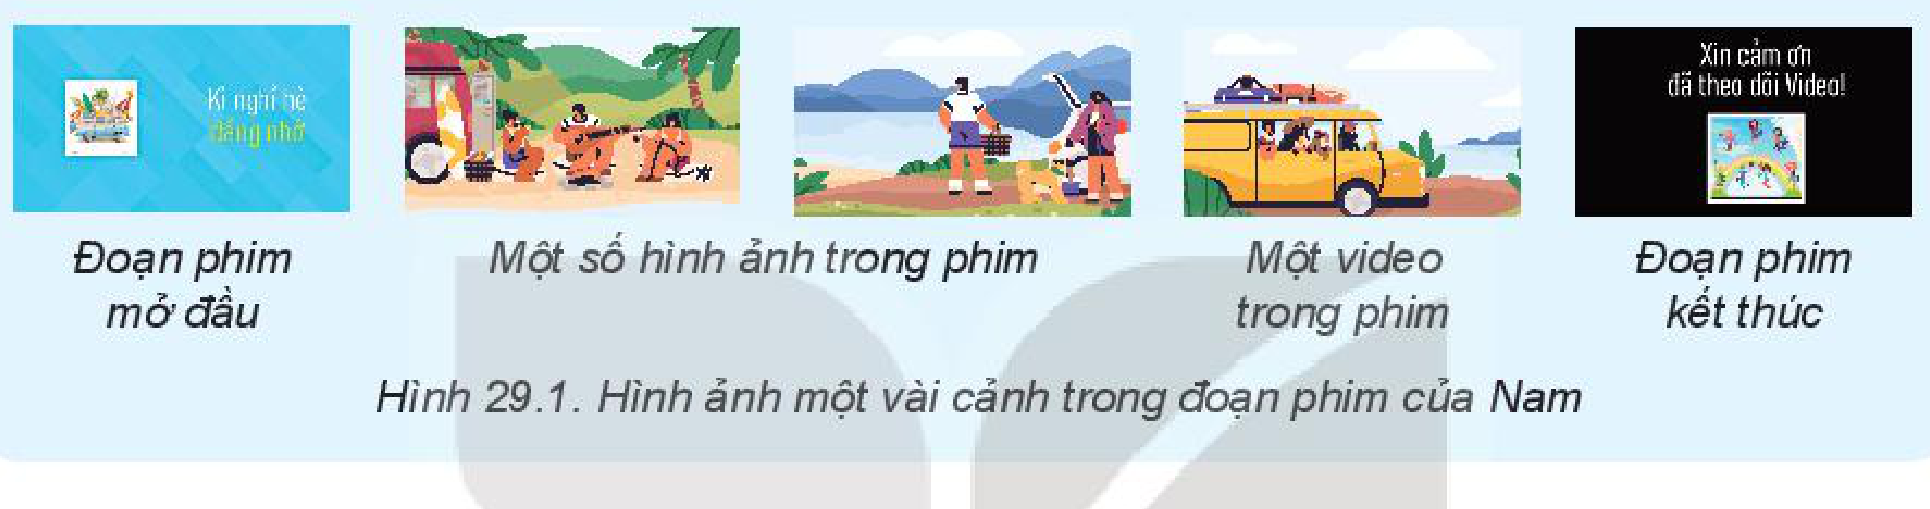 Kì nghỉ hè
đáng nhớ
Xin cảm ơn
đã theo dõi Video!
Đoạn phim
mở đầu
Một số hình ảnh trong phim
Một video
trong phim
Đoạn phim
kết thúc
Hình 29.1. Hình ảnh một vài cảnh trong đoạn phim của Nam